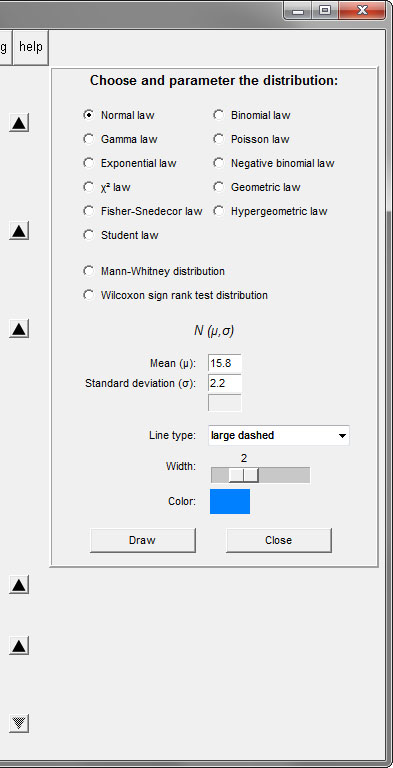 g help
Choose and parameter the distribution:
Normal law Binomial law
Gamma law Poisson law
Exponential law Negative binomial law
χ² law Geometric law
Fisher-Snedecor law Hypergeometric law
Student law
Mann-Whitney distribution
Wilcoxon sign rank test distribution
N (μ,σ)
Mean (μ): 15.8
Standard deviation (σ): 2.2
Line type: large dashed
2
Width:
Color:
Draw Close